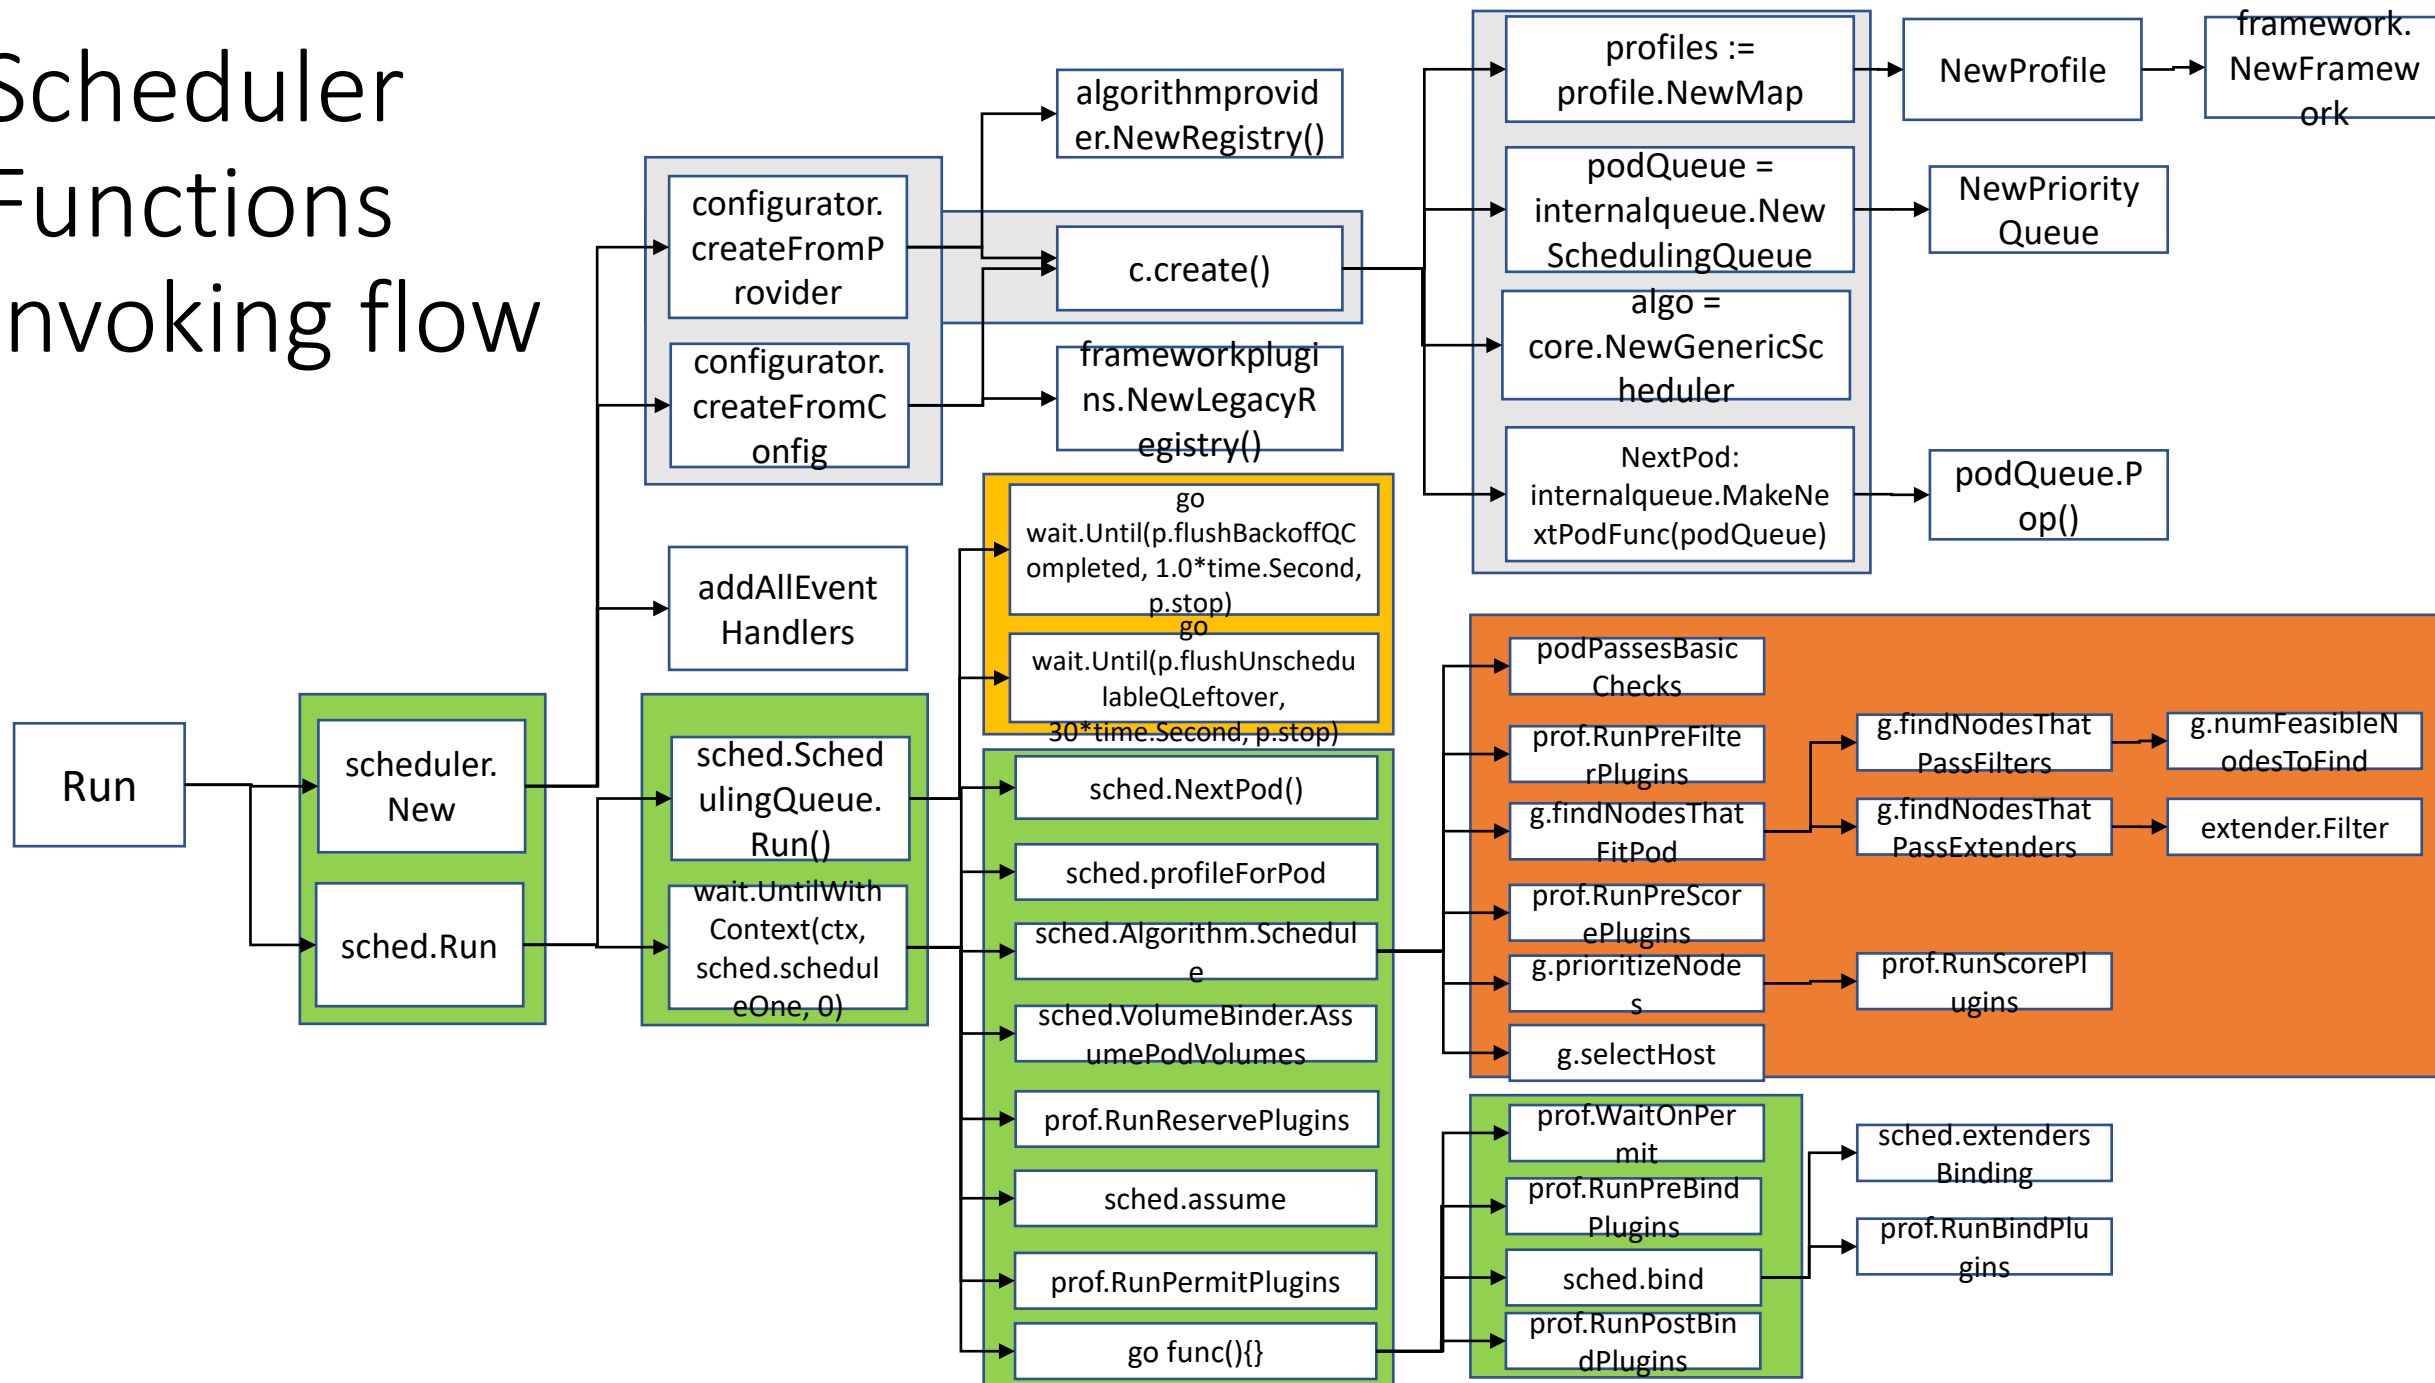 Scheduler
Functions
invoking flow
Run
scheduler.
New
sched.Run
configurator.
createFromP
rovider
configurator.
createFromC
onfig
addAllEvent
Handlers
sched.Sched
ulingQueue.
Run()
wait.UntilWith
Context(ctx,
sched.schedul
eOne, 0)
algorithmprovid
er.NewRegistry()
c.create()
frameworkplugi
ns.NewLegacyR
egistry()
go
wait.Until(p.flushBackoffQC
ompleted, 1.0*time.Second,
p.stop)
go
wait.Until(p.flushUnschedu
lableQLeftover,
30*time.Second, p.stop)
sched.NextPod()
sched.profileForPod
sched.Algorithm.Schedul
e
sched.VolumeBinder.Ass
umePodVolumes
prof.RunReservePlugins
sched.assume
prof.RunPermitPlugins
go func(){}
profiles :=
profile.NewMap
podQueue =
internalqueue.New
SchedulingQueue
algo =
core.NewGenericSc
heduler
NextPod:
internalqueue.MakeNe
xtPodFunc(podQueue)
NewProfile
framework.
NewFramew
ork
NewPriority
Queue
podQueue.P
op()
podPassesBasic
Checks
prof.RunPreFilte
rPlugins
g.findNodesThat
FitPod
prof.RunPreScor
ePlugins
g.prioritizeNode
s
g.selectHost
g.findNodesThat
PassFilters
g.findNodesThat
PassExtenders
g.numFeasibleN
odesToFind
extender.Filter
prof.RunScorePl
ugins
prof.WaitOnPer
mit
prof.RunPreBind
Plugins
sched.bind
prof.RunPostBin
dPlugins
sched.extenders
Binding
prof.RunBindPlu
gins